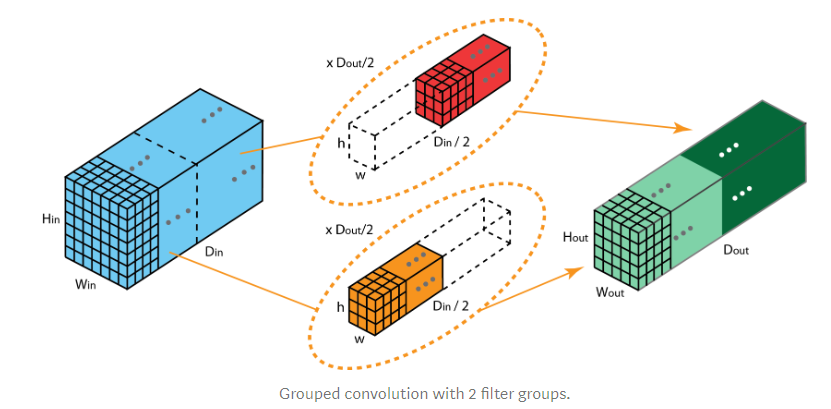 x Dout/2
h
w
Din / 2
Hin
Win
Din
x Dout/2
h
w
Din / 2
Hout
Wout
Dout
Grouped convolution with 2 filter groups.